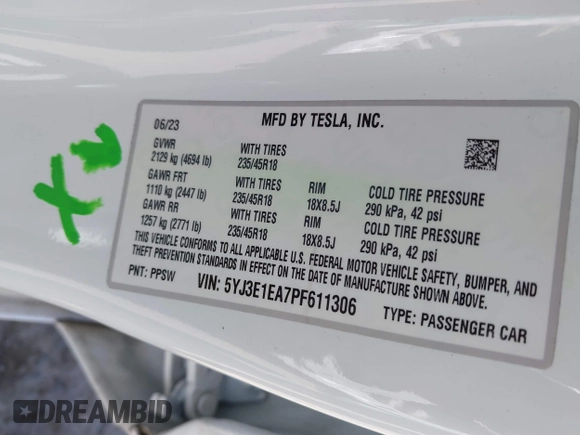 MFD BY TESLA, INC.
06/23
GVWR
2129 kg (4694 lb)
WITH TIRES
235/45R18
GAWR FRT
1110 kg (2447 lb)
WITH TIRES
235/45R18
RIM
18X8.5J
COLD TIRE PRESSURE
290 kPa, 42 psi
GAWR RR
1257 kg (2771 lb)
WITH TIRES
235/45R18
RIM
18X8.5J
COLD TIRE PRESSURE
290 kPa, 42 psi
THIS VEHICLE CONFORMS TO ALL APPLICABLE U.S. FEDERAL MOTOR VEHICLE SAFETY, BUMPER, AND
THEFT PREVENTION STANDARDS IN EFFECT ON THE DATE OF MANUFACTURE SHOWN ABOVE.
PNT: PPSW
VIN: 5YJ3E1EA7PF611306
TYPE: PASSENGER CAR
DREAMBID